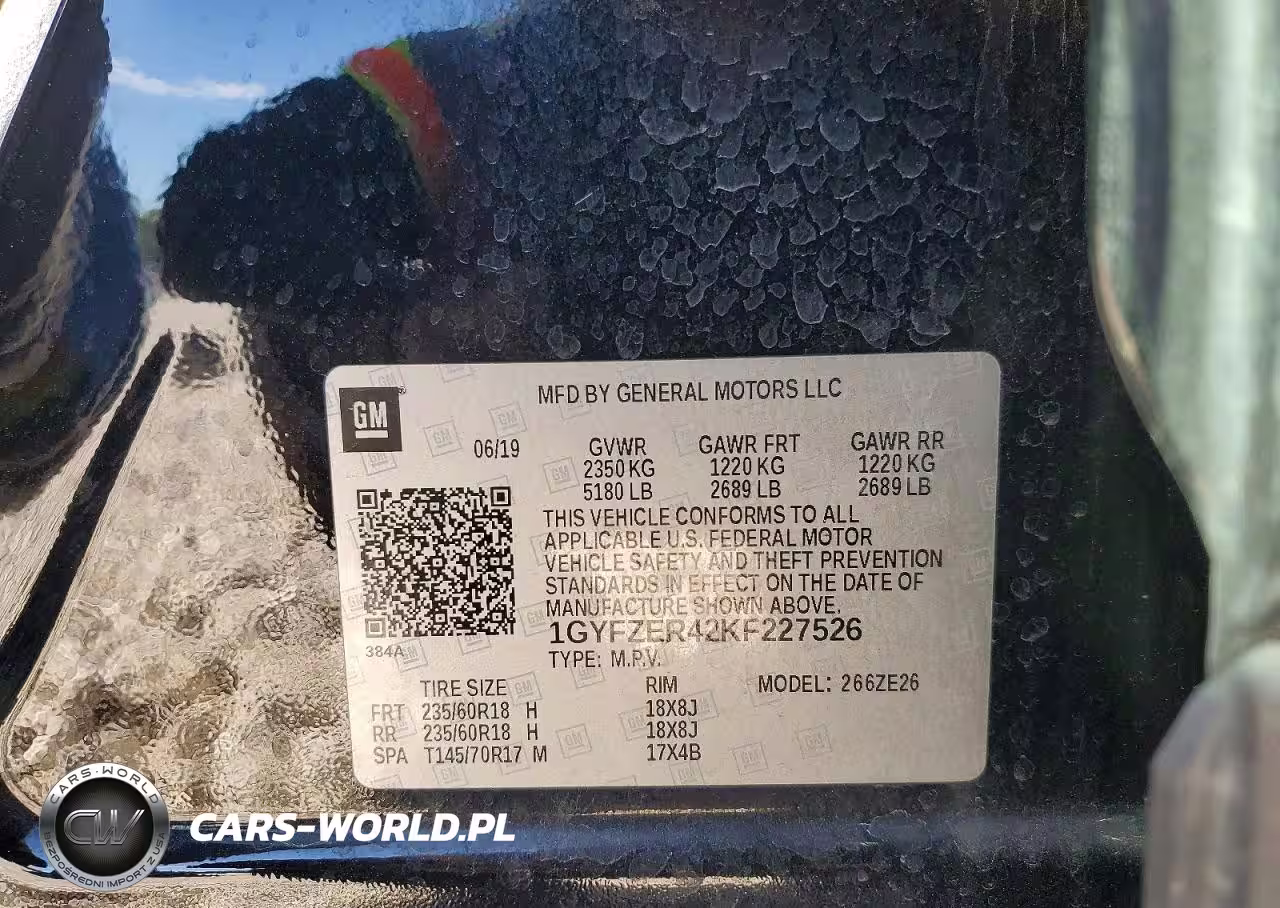 MFD BY GENERAL MOTORS LLC
GM
06/19 GVWR GAWR FRT GAWR RR
2350 KG 1220 KG 1220 KG
5180 LB 2689 LB 2689 LB
THIS VEHICLE CONFORMS TO ALL
APPLICABLE U.S. FEDERAL MOTOR
VEHICLE SAFETY AND THEFT PREVENTION
STANDARDS IN EFFECT ON THE DATE OF
MANUFACTURE SHOWN ABOVE.
1GYFZER42KF227526
384A
TYPE: M.P.V.
TIRE SIZE RIM MODEL: 266ZE26
FRT 235/60R18 H 18X8J
RR 235/60R18 H 18X8J
SPA T145/70R17 M 17X4B
CARS-WORLD
CW
BEZPOŚREDNI IMPORT Z USA
CARS-WORLD.PL